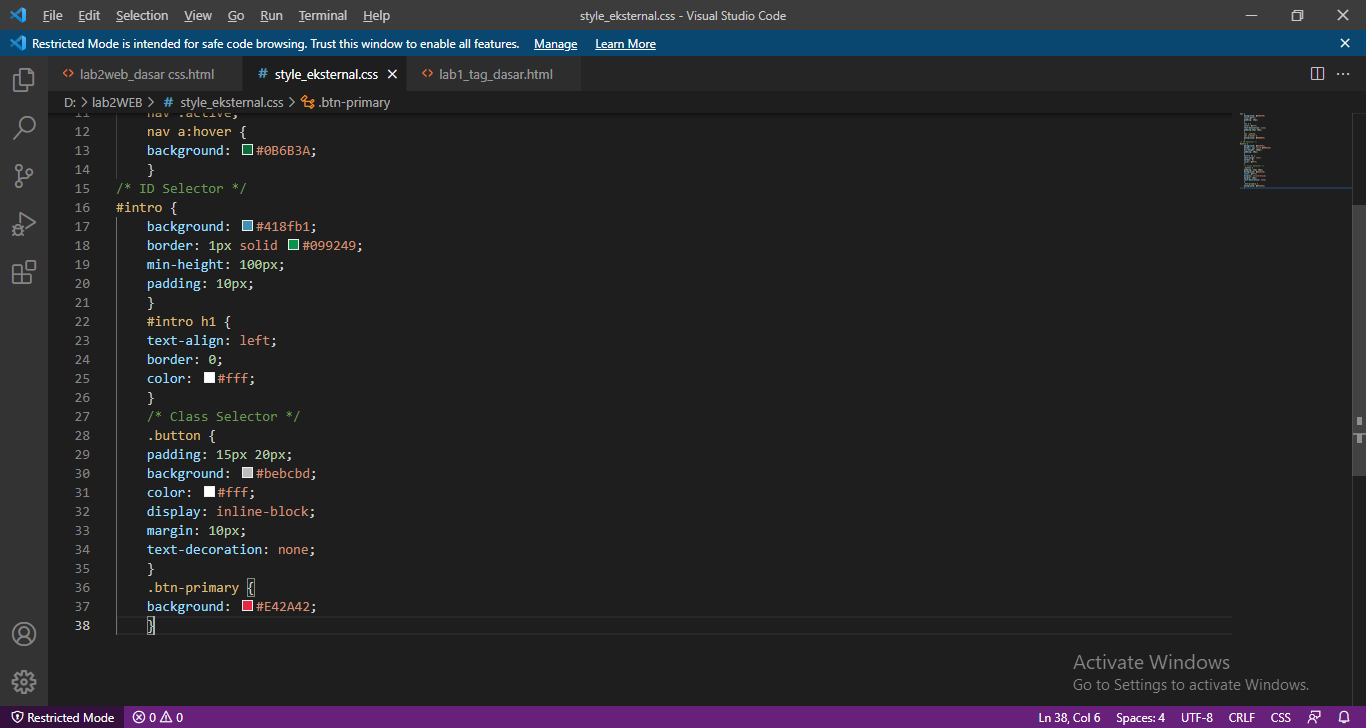 File Edit Selection View Go Run Terminal Help style_eksternal.css - Visual Studio Code
Restricted Mode is intended for safe code browsing. Trust this window to enable all features. Manage Learn More
<> lab2web_dasar css.html # style_eksternal.css <> lab1_tag_dasar.html
D: > lab2WEB > # style_eksternal.css > .btn-primary
11 nav .active,
12 nav a:hover {
13 background: #0B6B3A;
14 }
15 /* ID Selector */
16 #intro {
17 background: #418fb1;
18 border: 1px solid #099249;
19 min-height: 100px;
20 padding: 10px;
21 }
22 #intro h1 {
23 text-align: left;
24 border: 0;
25 color: #fff;
26 }
27 /* Class Selector */
28 .button {
29 padding: 15px 20px;
30 background: #bebcbd;
31 color: #fff;
32 display: inline-block;
33 margin: 10px;
34 text-decoration: none;
35 }
36 .btn-primary {
37 background: #E42A42;
38 }
Activate Windows
Go to Settings to activate Windows.
Restricted Mode 0 0 Ln 38, Col 6 Spaces: 4 UTF-8 CRLF CSS